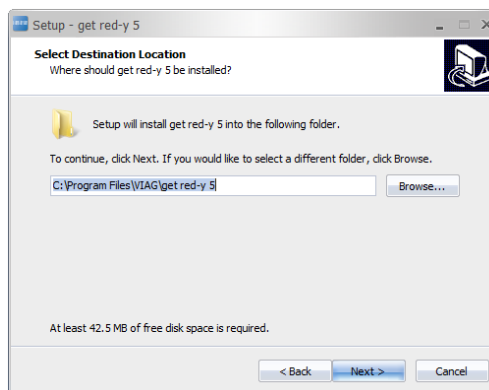 Setup - get red-y 5
Select Destination Location
Where should get red-y 5 be installed?
Setup will install get red-y 5 into the following folder.
To continue, click Next. If you would like to select a different folder, click Browse.
C:\Program Files\VIAG\get red-y 5
Browse...
At least 42.5 MB of free disk space is required.
< Back
Next >
Cancel